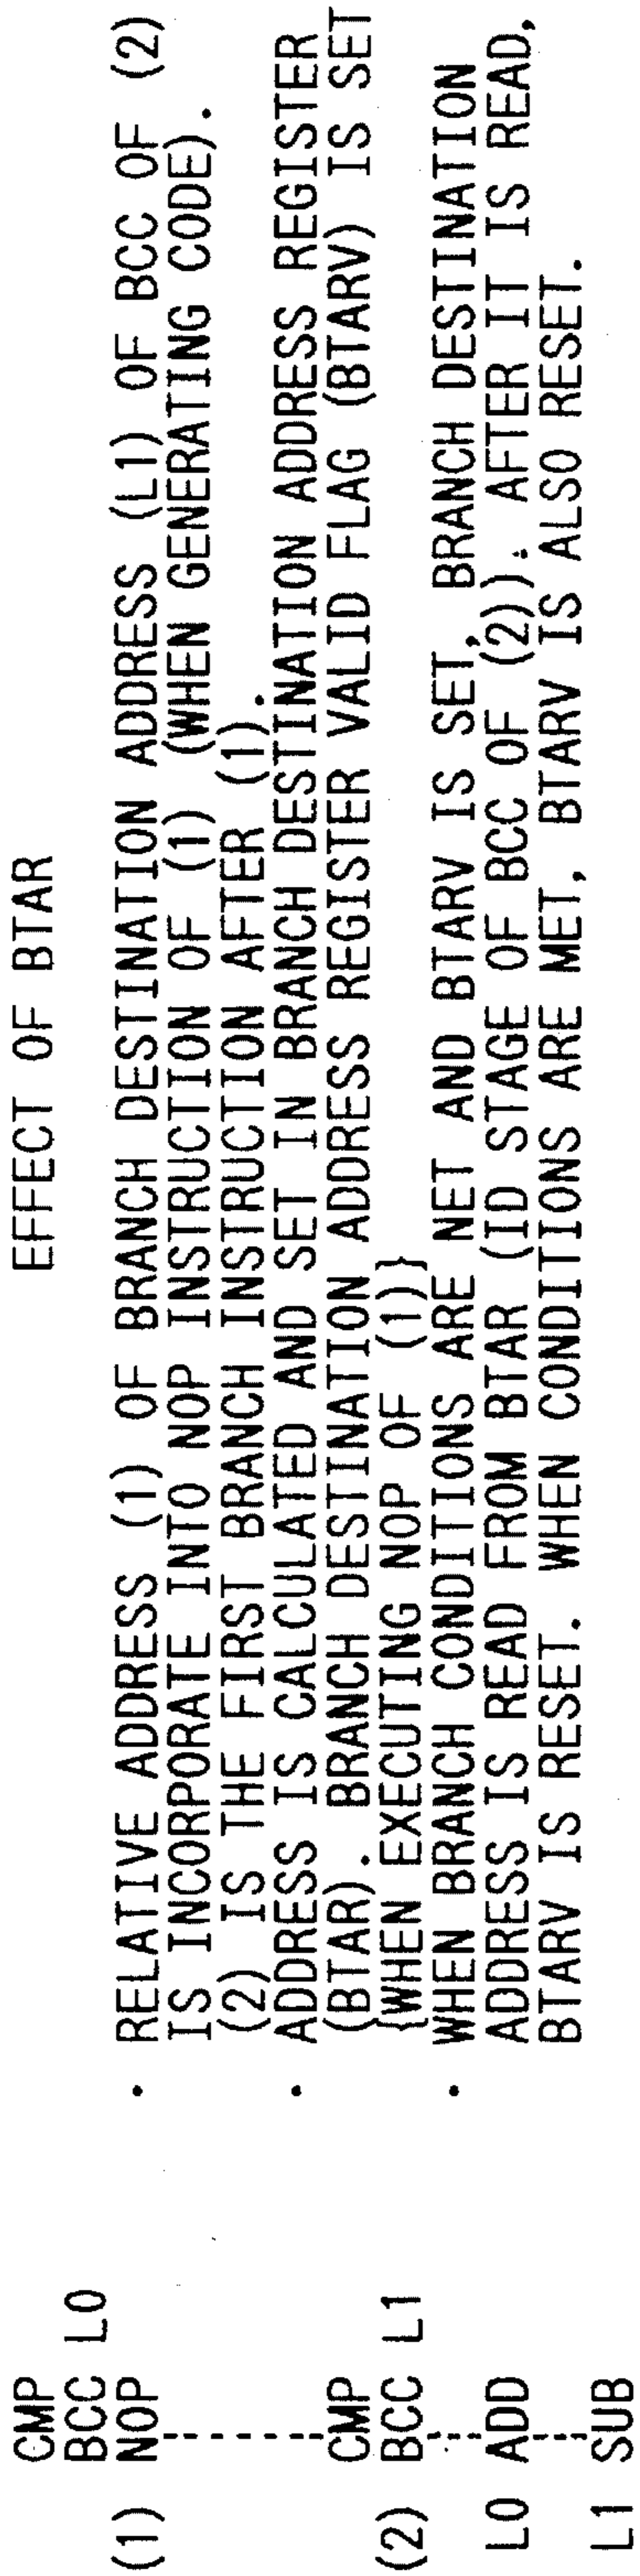 EFFECT OF BTAR
CMP
BCC L0
(1) NOP
CMP
(2) BCC L1
L0 ADD
L1 SUB
• RELATIVE ADDRESS (1) OF BRANCH DESTINATION ADDRESS (L1) OF BCC OF (2)
IS INCORPORATE INTO NOP INSTRUCTION OF (1) (WHEN GENERATING CODE).
(2) IS THE FIRST BRANCH INSTRUCTION AFTER (1).
• ADDRESS IS CALCULATED AND SET IN BRANCH DESTINATION ADDRESS REGISTER
(BTAR). BRANCH DESTINATION ADDRESS REGISTER VALID FLAG (BTARV) IS SET
{WHEN EXECUTING NOP OF (1)}
• WHEN BRANCH CONDITIONS ARE NET AND BTARV IS SET, BRANCH DESTINATION
ADDRESS IS READ FROM BTAR (ID STAGE OF BCC OF (2)). AFTER IT IS READ,
BTARV IS RESET. WHEN CONDITIONS ARE MET, BTARV IS ALSO RESET.